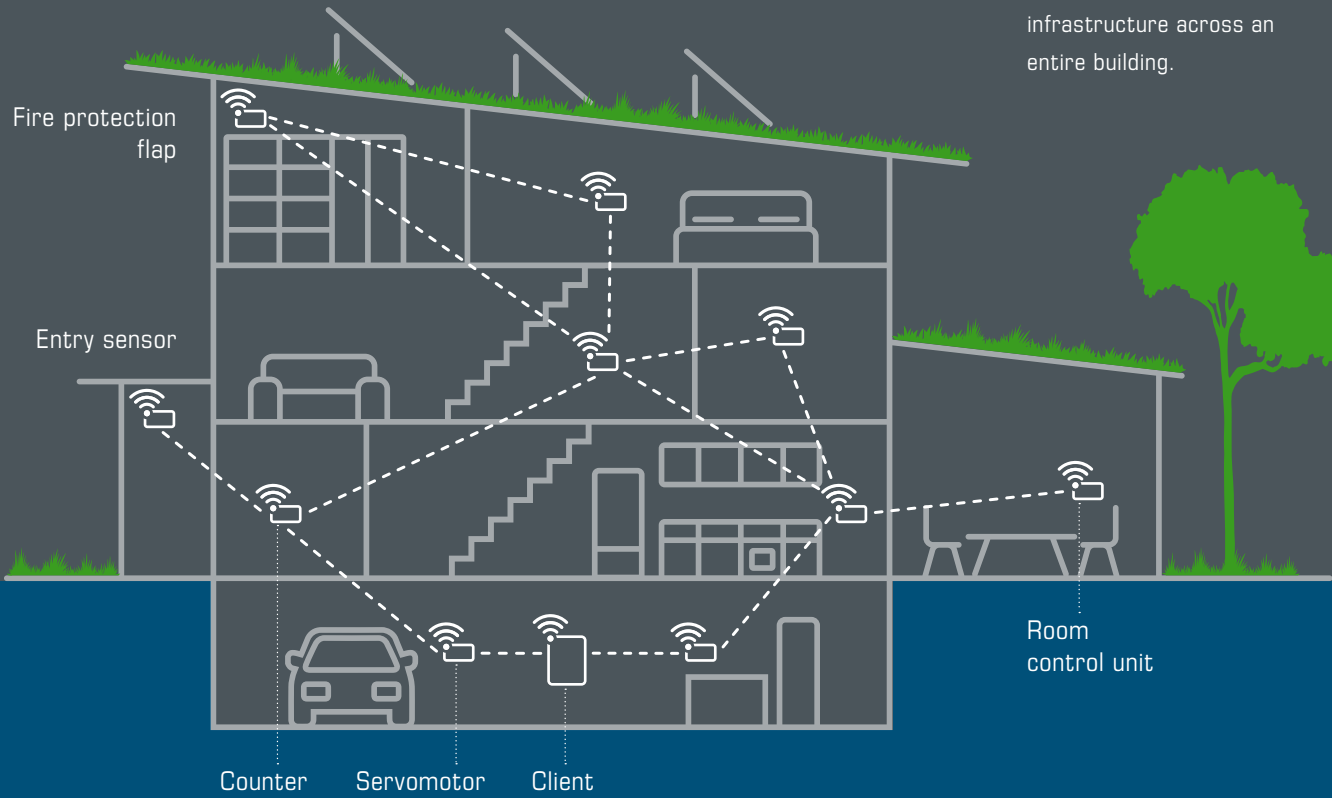 infrastructure across an
entire building.
Fire protection
flap
Entry sensor
Room
control unit
Counter
Servomotor
Client